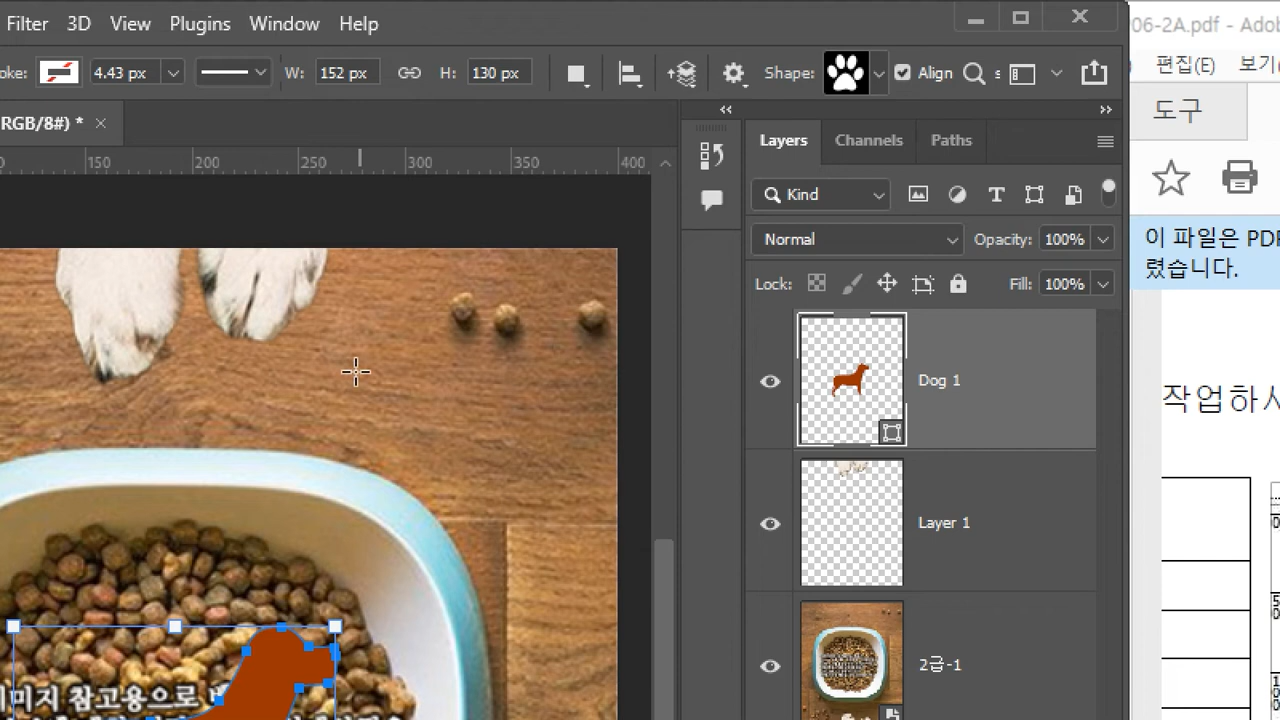 Filter 3D View Plugins Window Help
06-2A.pdf - Adob
oke: 4.43 px W: 152 px H: 130 px Shape: Align s
편집(E) 보기(
RGB/8#) * ×
도구
150 200 250 300 350 400
Layers Channels Paths
Kind
Normal Opacity: 100%
이 파일은 PDF
렸습니다.
Lock: Fill: 100%
Dog 1
작업하시
Layer 1
2급-1
이미지 참고용으로